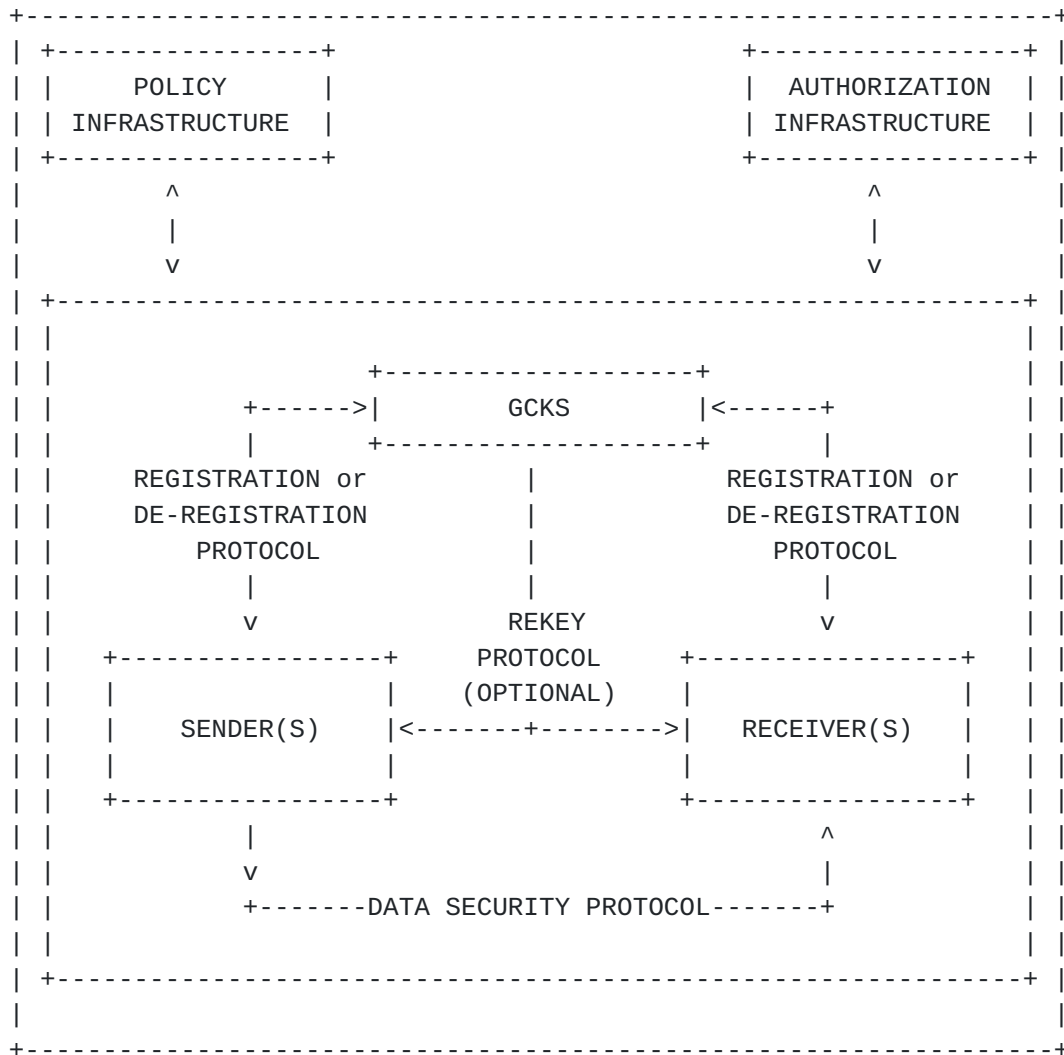 POLICY AUTHORIZATION
INFRASTRUCTURE INFRASTRUCTURE
GCKS
REGISTRATION or REGISTRATION or
DE-REGISTRATION DE-REGISTRATION
PROTOCOL PROTOCOL
REKEY
PROTOCOL
(OPTIONAL)
SENDER(S) RECEIVER(S)
DATA SECURITY PROTOCOL